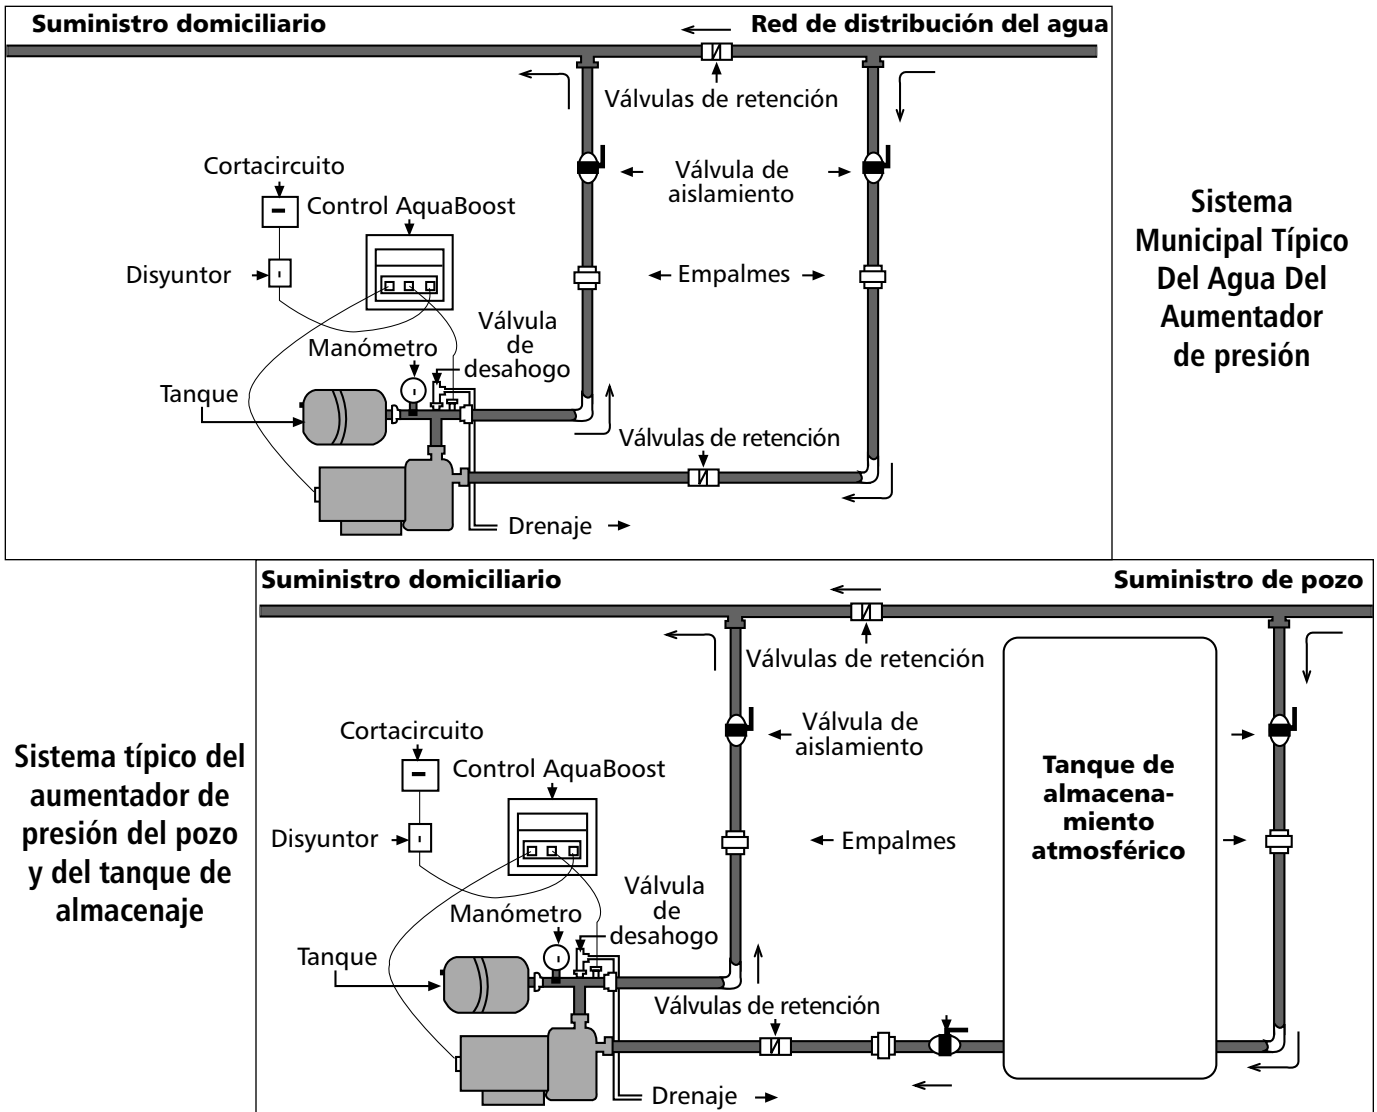 Suministro domiciliario
Red de distribución del agua
Válvulas de retención
Cortacircuito
Válvula de
aislamiento
Control AquaBoost
Disyuntor
Empalmes
Válvula
de
desahogo
Manómetro
Tanque
Válvulas de retención
Drenaje
Sistema
Municipal Típico
Del Agua Del
Aumentador
de presión
Suministro domiciliario
Suministro de pozo
Válvulas de retención
Cortacircuito
Válvula de
aislamiento
Control AquaBoost
Tanque de
almacena-
miento
atmosférico
Disyuntor
Empalmes
Válvula
de
desahogo
Manómetro
Tanque
Válvulas de retención
Drenaje
Sistema típico del
aumentador de
presión del pozo
y del tanque de
almacenaje